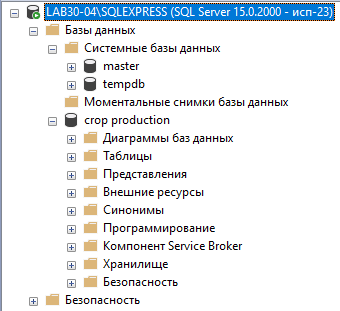 LAB30-04\SQLEXPRESS (SQL Server 15.0.2000 - исп-23)
Базы данных
Системные базы данных
master
tempdb
Моментальные снимки базы данных
crop production
Диаграммы баз данных
Таблицы
Представления
Внешние ресурсы
Синонимы
Программирование
Компонент Service Broker
Хранилище
Безопасность
Безопасность